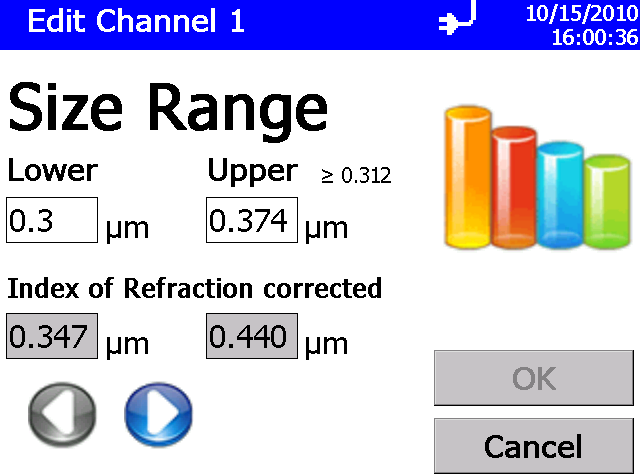 Edit Channel 1
10/15/2010
16:00:36
Size Range
Lower Upper ≥ 0.312
0.3 µm 0.374 µm
Index of Refraction corrected
0.347 µm 0.440 µm
OK
Cancel